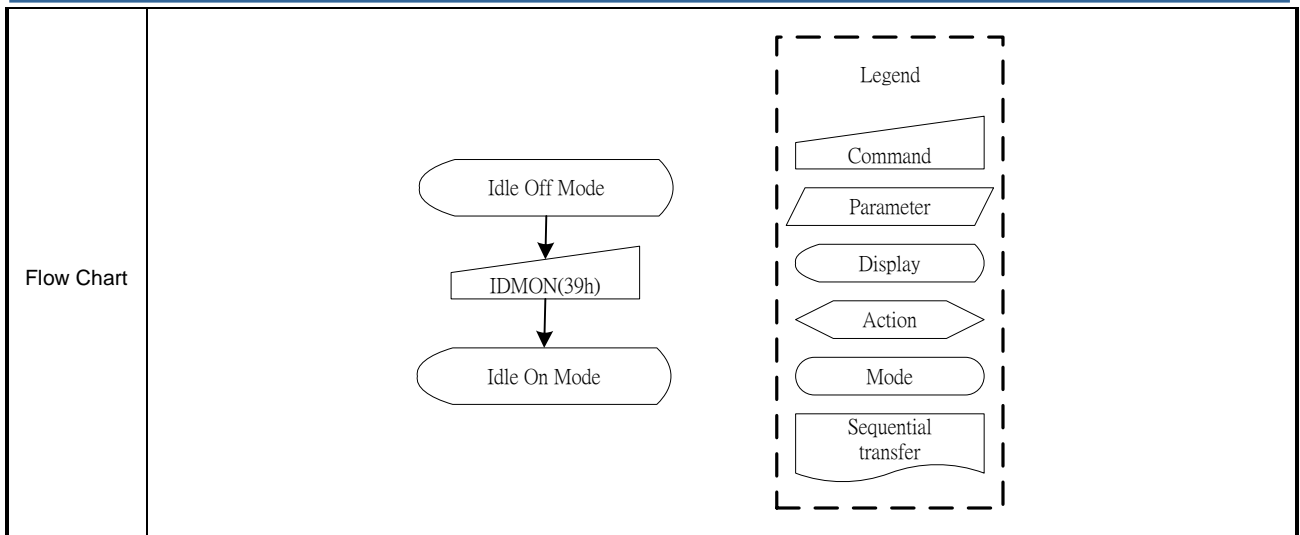 Flow Chart
Idle Off Mode
IDMON(39h)
Idle On Mode
Legend
Command
Parameter
Display
Action
Mode
Sequential
transfer